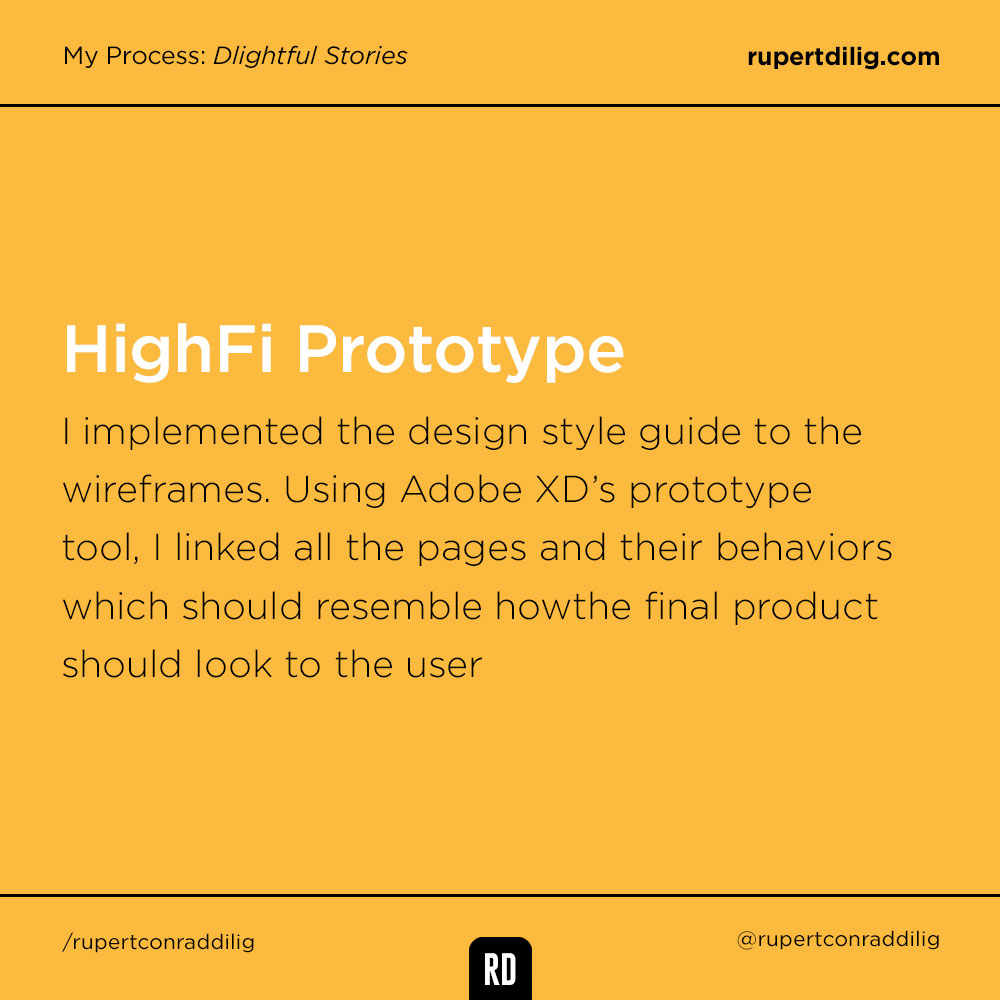 My Process: Dlightful Stories
rupertdilig.com
HighFi Prototype
I implemented the design style guide to the
wireframes. Using Adobe XD’s prototype
tool, I linked all the pages and their behaviors
which should resemble howthe final product
should look to the user
/rupertconraddilig
RD
@rupertconraddilig